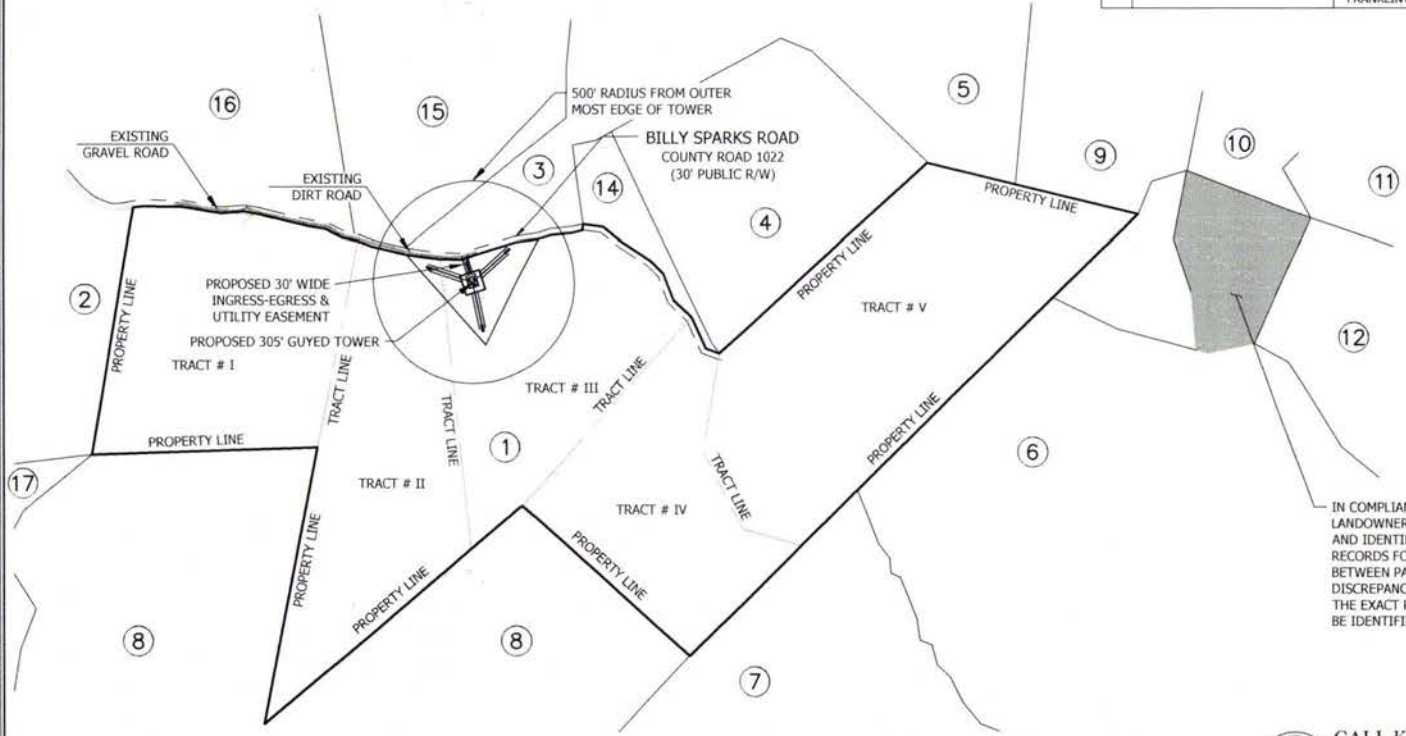 16
15
5
500' RADIUS FROM OUTER
MOST EDGE OF TOWER
EXISTING
GRAVEL ROAD
BILLY SPARKS ROAD
COUNTY ROAD 1022
(30' PUBLIC R/W)
10
9
11
EXISTING
DIRT ROAD
3
14
4
PROPERTY LINE
2
PROPERTY LINE
PROPOSED 30' WIDE
INGRESS-EGRESS &
UTILITY EASEMENT
PROPERTY LINE
TRACT # V
PROPOSED 305' GUYED TOWER
12
TRACT # I
TRACT LINE
TRACT # III
TRACT LINE
TRACT LINE
PROPERTY LINE
PROPERTY LINE
1
6
17
TRACT # II
TRACT LINE
TRACT # IV
PROPERTY LINE
PROPERTY LINE
PROPERTY LINE
8
8
7
IN COMPLIAN
LANDOWNER
AND IDENTI
RECORDS FO
BETWEEN PA
DISCREPANC
THE EXACT
BE IDENTIFI